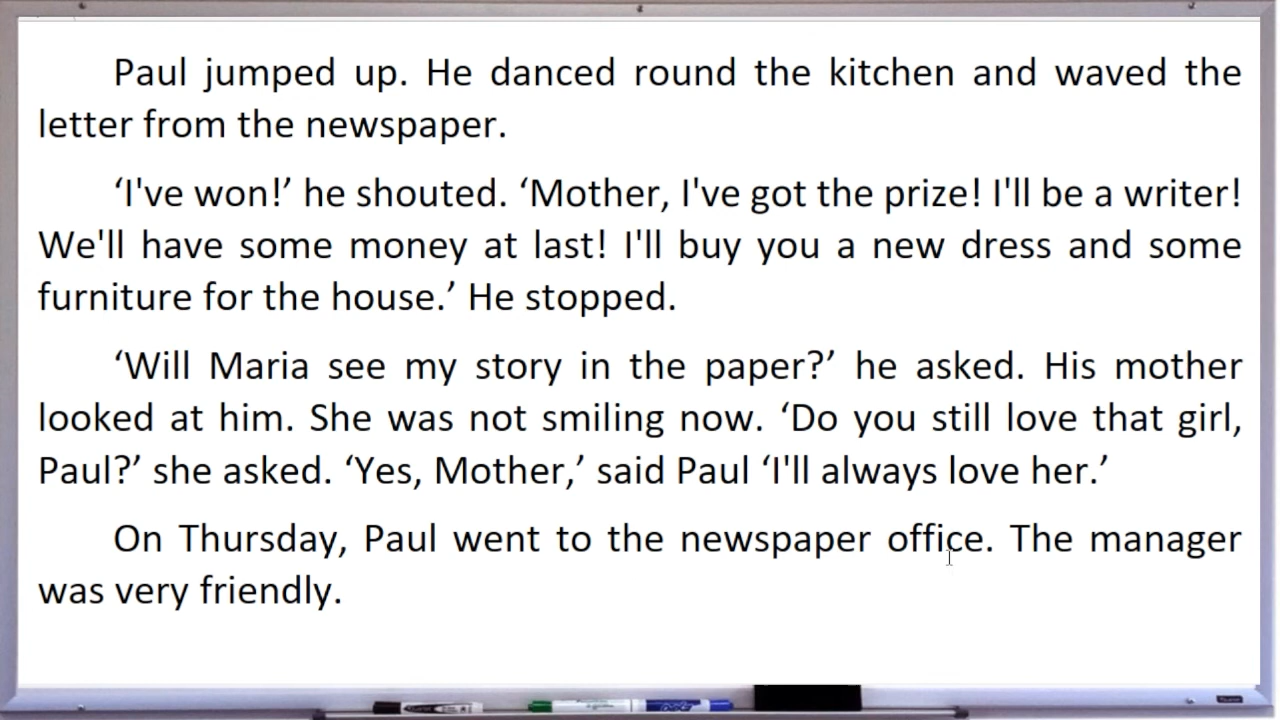 Paul jumped up. He danced round the kitchen and waved the
letter from the newspaper.
‘I've won!’ he shouted. ‘Mother, I've got the prize! I'll be a writer!
We'll have some money at last! I'll buy you a new dress and some
furniture for the house.’ He stopped.
‘Will Maria see my story in the paper?’ he asked. His mother
looked at him. She was not smiling now. ‘Do you still love that girl,
Paul?’ she asked. ‘Yes, Mother,’ said Paul ‘I'll always love her.’
On Thursday, Paul went to the newspaper office. The manager
was very friendly.